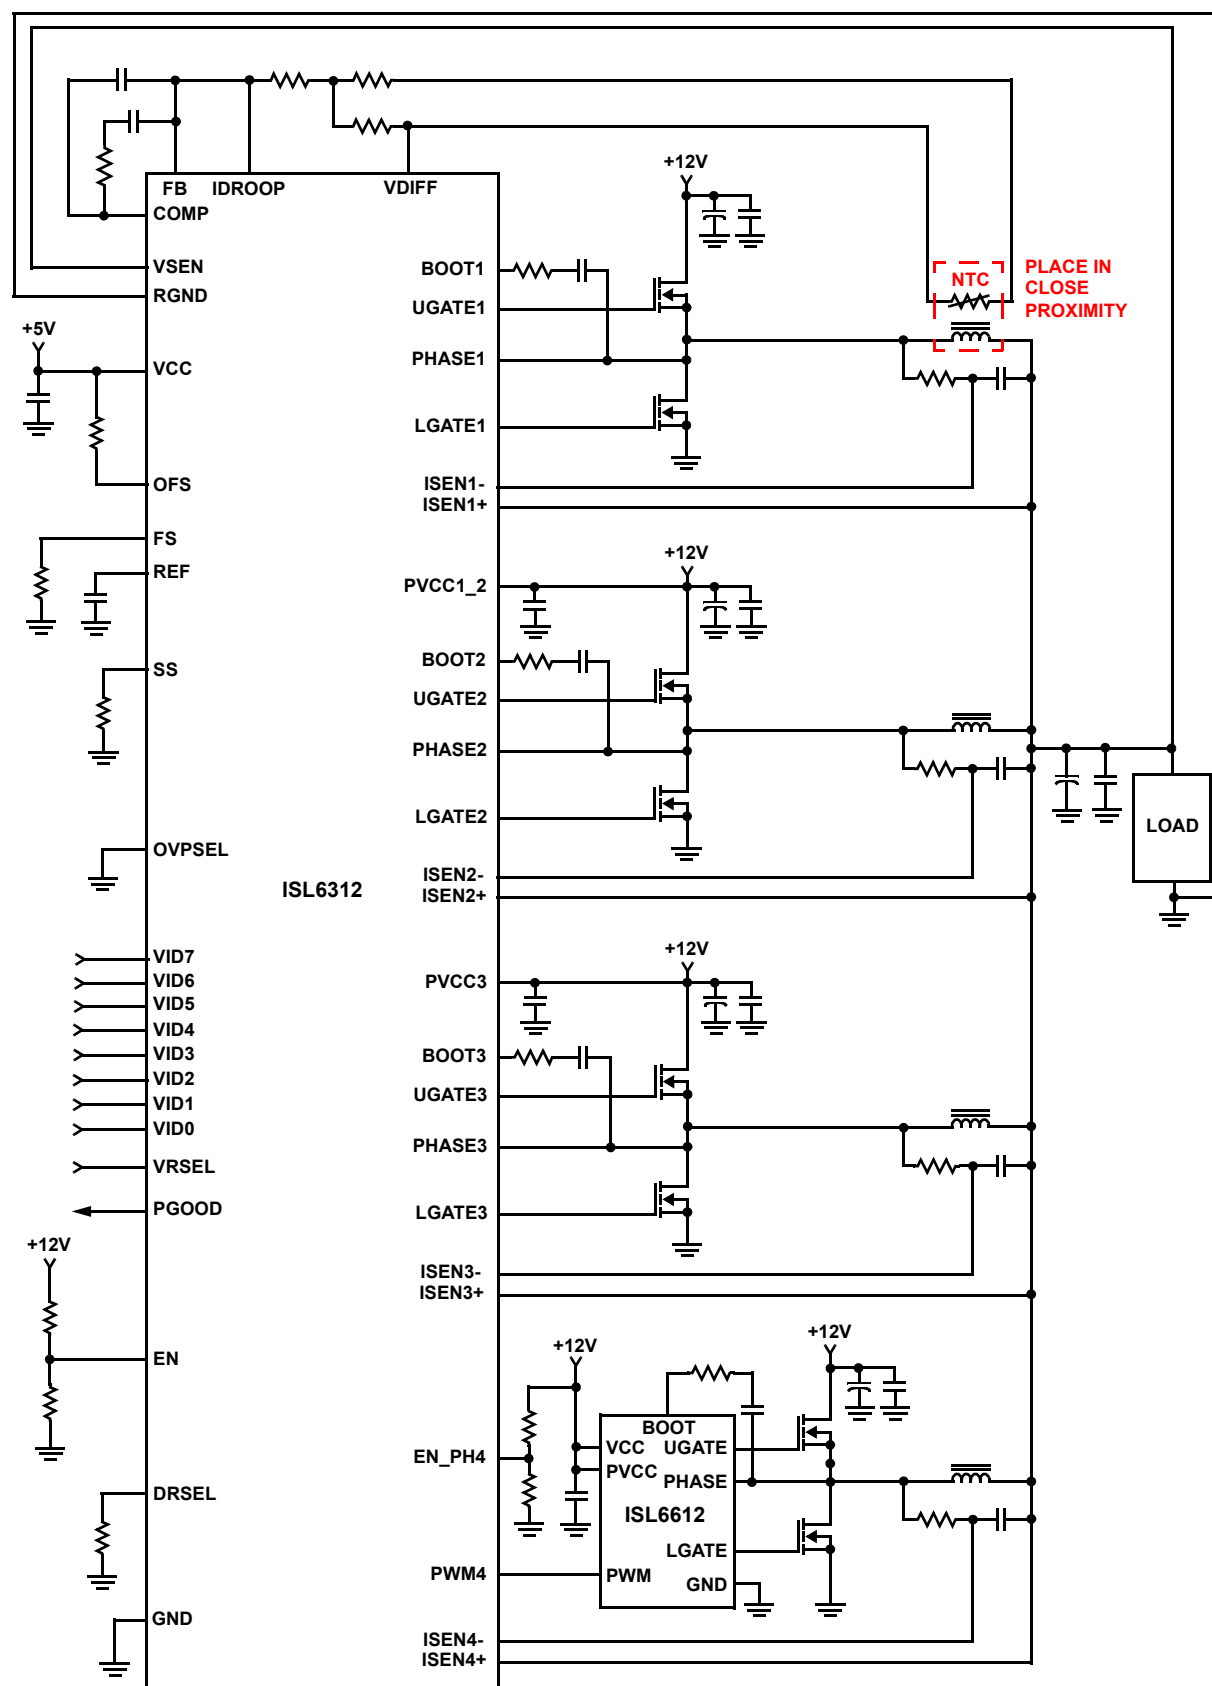 +12V
FB IDROOP VDIFF
COMP
VSEN
RGND
+5V
VCC
OFS
FS
REF
SS
OVPSEL
ISL6312
VID7
VID6
VID5
VID4
VID3
VID2
VID1
VID0
VRSEL
PGOOD
+12V
EN
DRSEL
GND
BOOT1
UGATE1
PHASE1
LGATE1
ISEN1-
ISEN1+
NTC
PLACE IN
CLOSE
PROXIMITY
+12V
PVCC1_2
BOOT2
UGATE2
PHASE2
LGATE2
ISEN2-
ISEN2+
LOAD
+12V
PVCC3
BOOT3
UGATE3
PHASE3
LGATE3
ISEN3-
ISEN3+
+12V
+12V
EN_PH4
PWM4
BOOT
VCC
UGATE
PVCC
PHASE
ISL6612
LGATE
PWM
GND
ISEN4-
ISEN4+